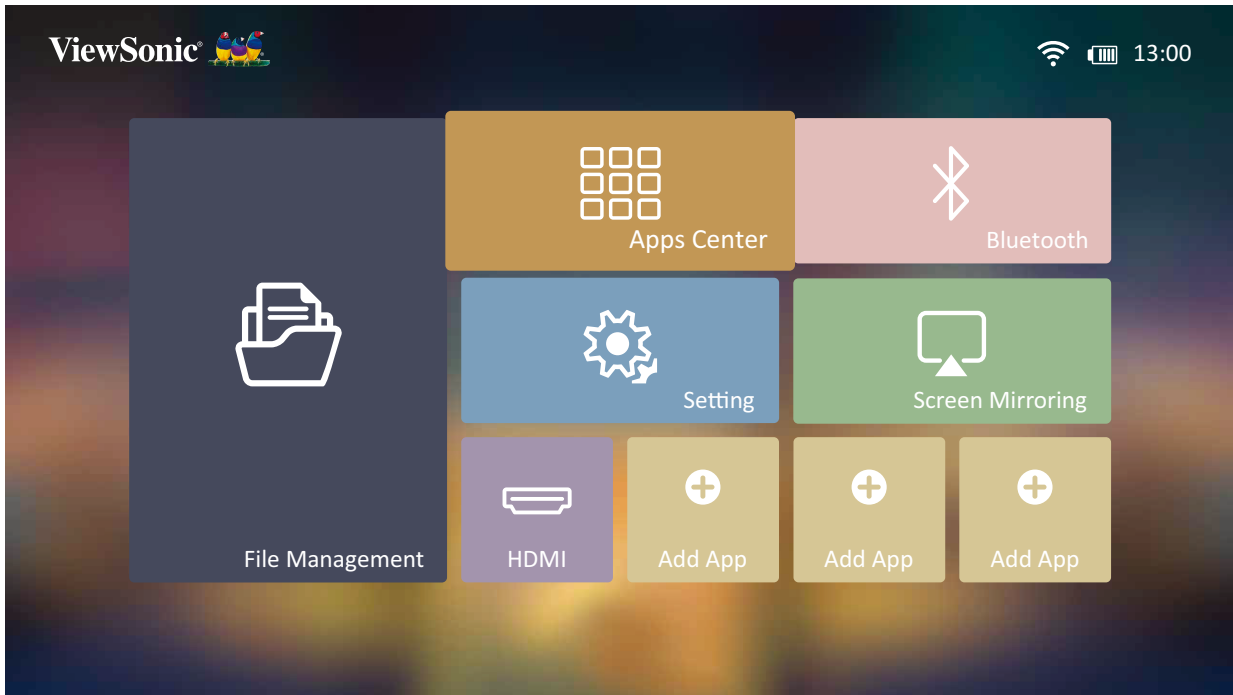 ViewSonic®
13:00
Apps Center
Bluetooth
Setting
Screen Mirroring
File Management
HDMI
Add App
Add App
Add App